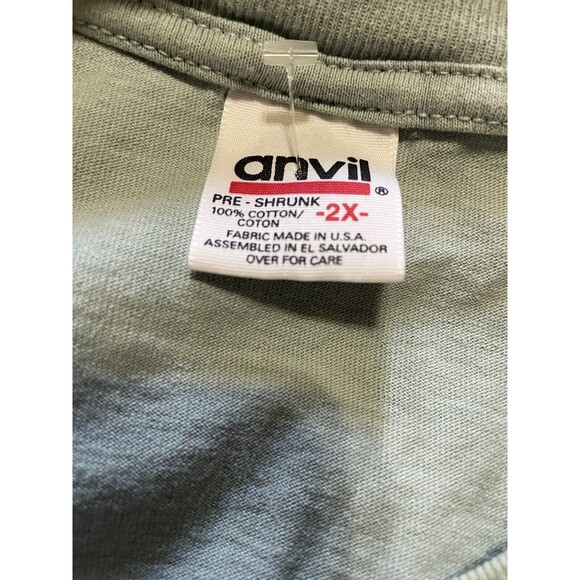 anvil
®
PRE - SHRUNK
100% COTTON/
COTON
-2X-
FABRIC MADE IN U.S.A.
ASSEMBLED IN EL SALVADOR
OVER FOR CARE